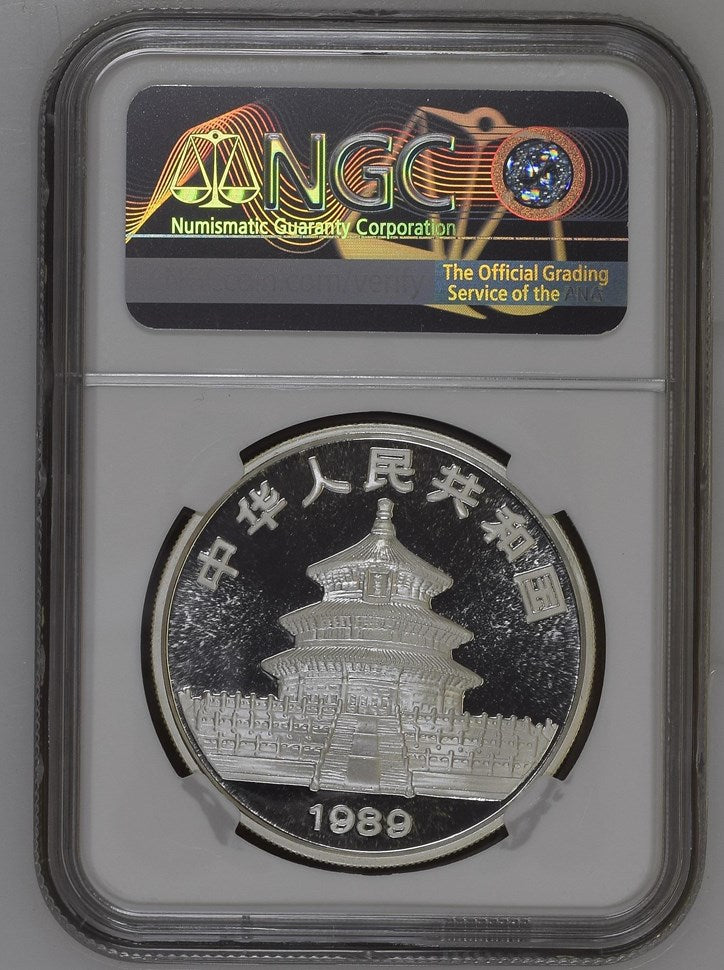 NGC
Numismatic Guaranty Corporation
The Official Grading
Service of the ANA
中华人民共和国
1989